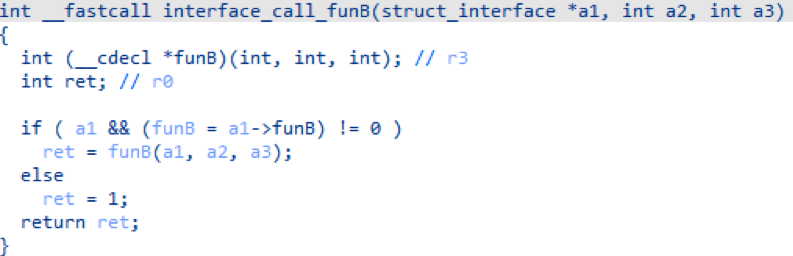 int __fastcall interface_call_funB(struct_interface *a1, int a2, int a3)
{
int (__cdecl *funB)(int, int, int); // r3
int ret; // r0
if ( a1 && (funB = a1->funB) != 0 )
ret = funB(a1, a2, a3);
else
ret = 1;
return ret;
}